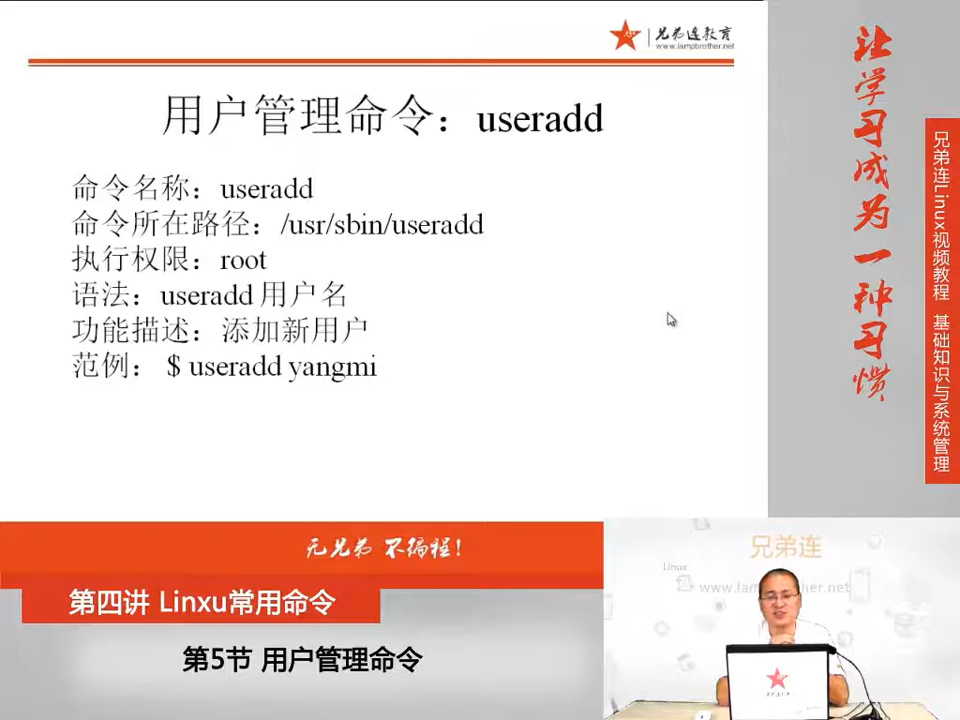 兄弟连教育
www.lampbrother.net
用户管理命令：useradd
命令名称：useradd
命令所在路径：/usr/sbin/useradd
执行权限：root
语法：useradd 用户名
功能描述：添加新用户
范例： $ useradd yangmi
让学习成为一种习惯
兄弟连Linux视频教程 基础知识与系统管理
无兄弟 不编程！
第四讲 Linxu常用命令
第5节 用户管理命令
兄弟连
Linux